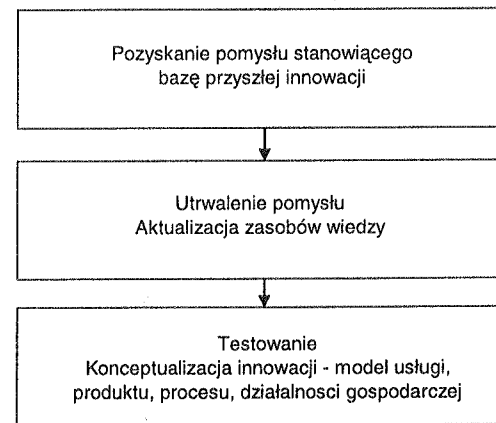 Pozyskanie pomysłu stanowiącego
bazę przyszłej innowacji
Utrwalenie pomysłu
Aktualizacja zasobów wiedzy
Testowanie
Konceptualizacja innowacji - model usługi,
produktu, procesu, działalnosci gospodarczej